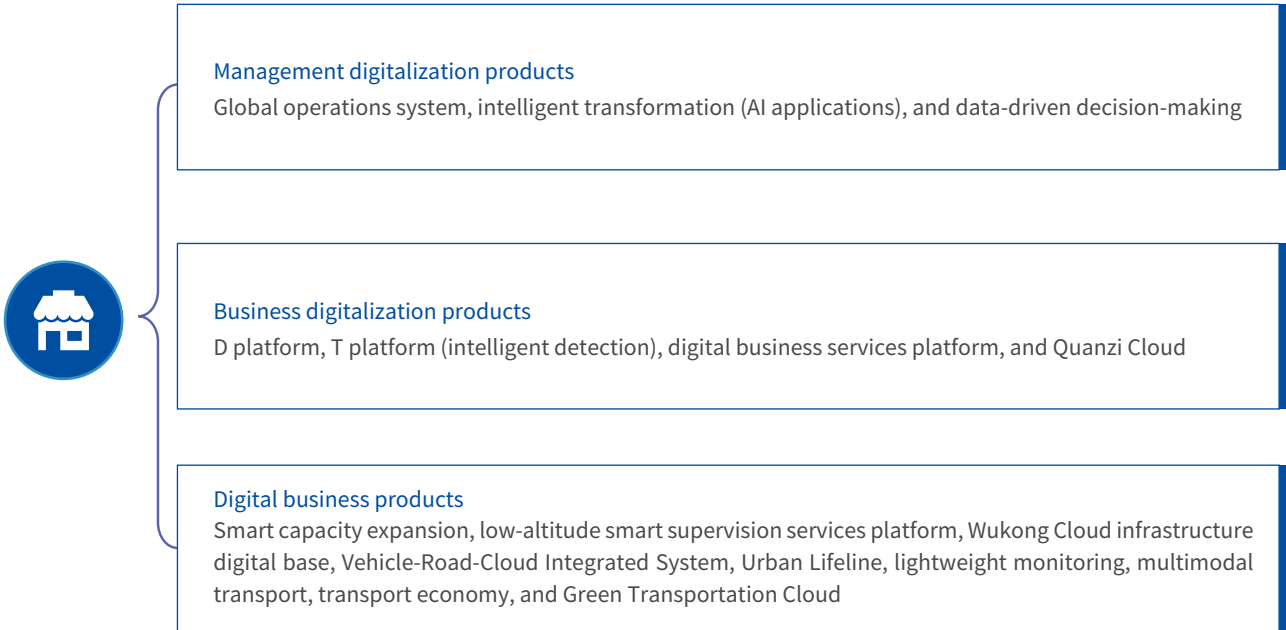 Management digitalization products
Global operations system, intelligent transformation (AI applications), and data-driven decision-making
Business digitalization products
D platform, T platform (intelligent detection), digital business services platform, and Quanzi Cloud
Digital business products
Smart capacity expansion, low-altitude smart supervision services platform, Wukong Cloud infrastructure
digital base, Vehicle-Road-Cloud Integrated System, Urban Lifeline, lightweight monitoring, multimodal
transport, transport economy, and Green Transportation Cloud